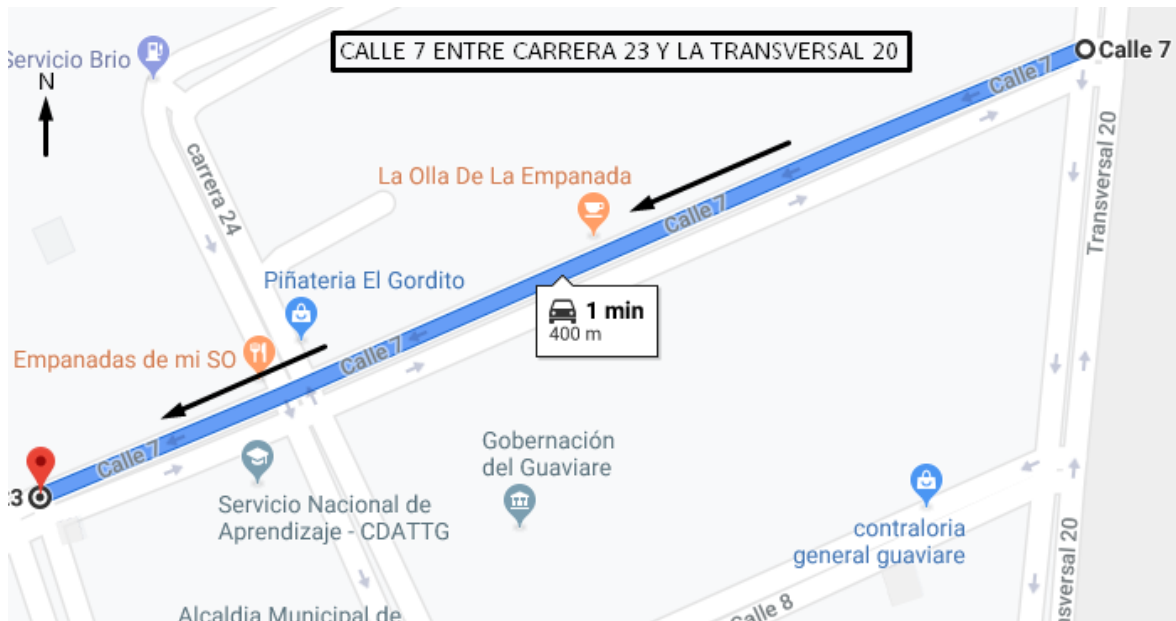 CALLE 7 ENTRE CARRERA 23 Y LA TRANSVERSAL 20
Calle 7
Servicio Brio
N
Calle 7
Transversal 20
carrera 24
La Olla De La Empanada
Calle 7
Piñateria El Gordito
1 min
400 m
Empanadas de mi SO
Calle 7
Calle 7
23
Gobernación
del Guaviare
Servicio Nacional de
Aprendizaje - CDATTG
contraloria
general guaviare
Transversal 20
Alcaldia Municipal de
Calle 8